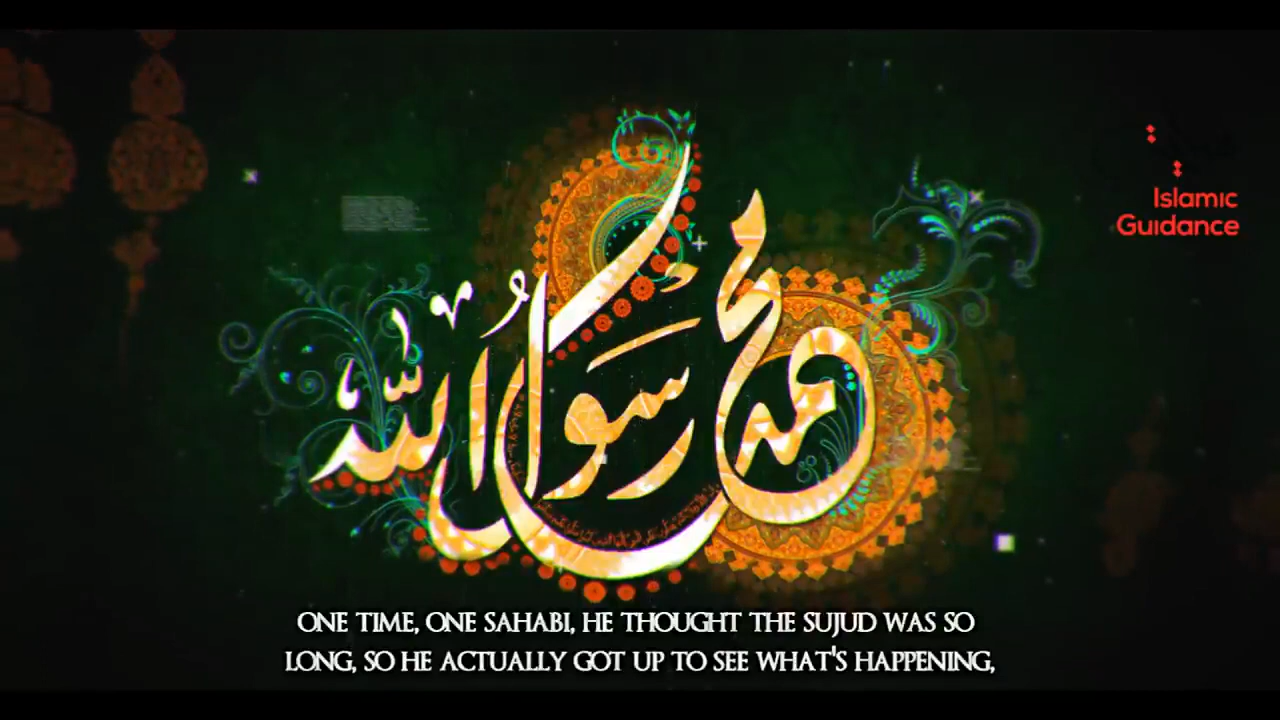 محمد رسول الله
Islamic
Guidance
ONE TIME, ONE SAHABI, HE THOUGHT THE SUJUD WAS SO
LONG, SO HE ACTUALLY GOT UP TO SEE WHAT'S HAPPENING,